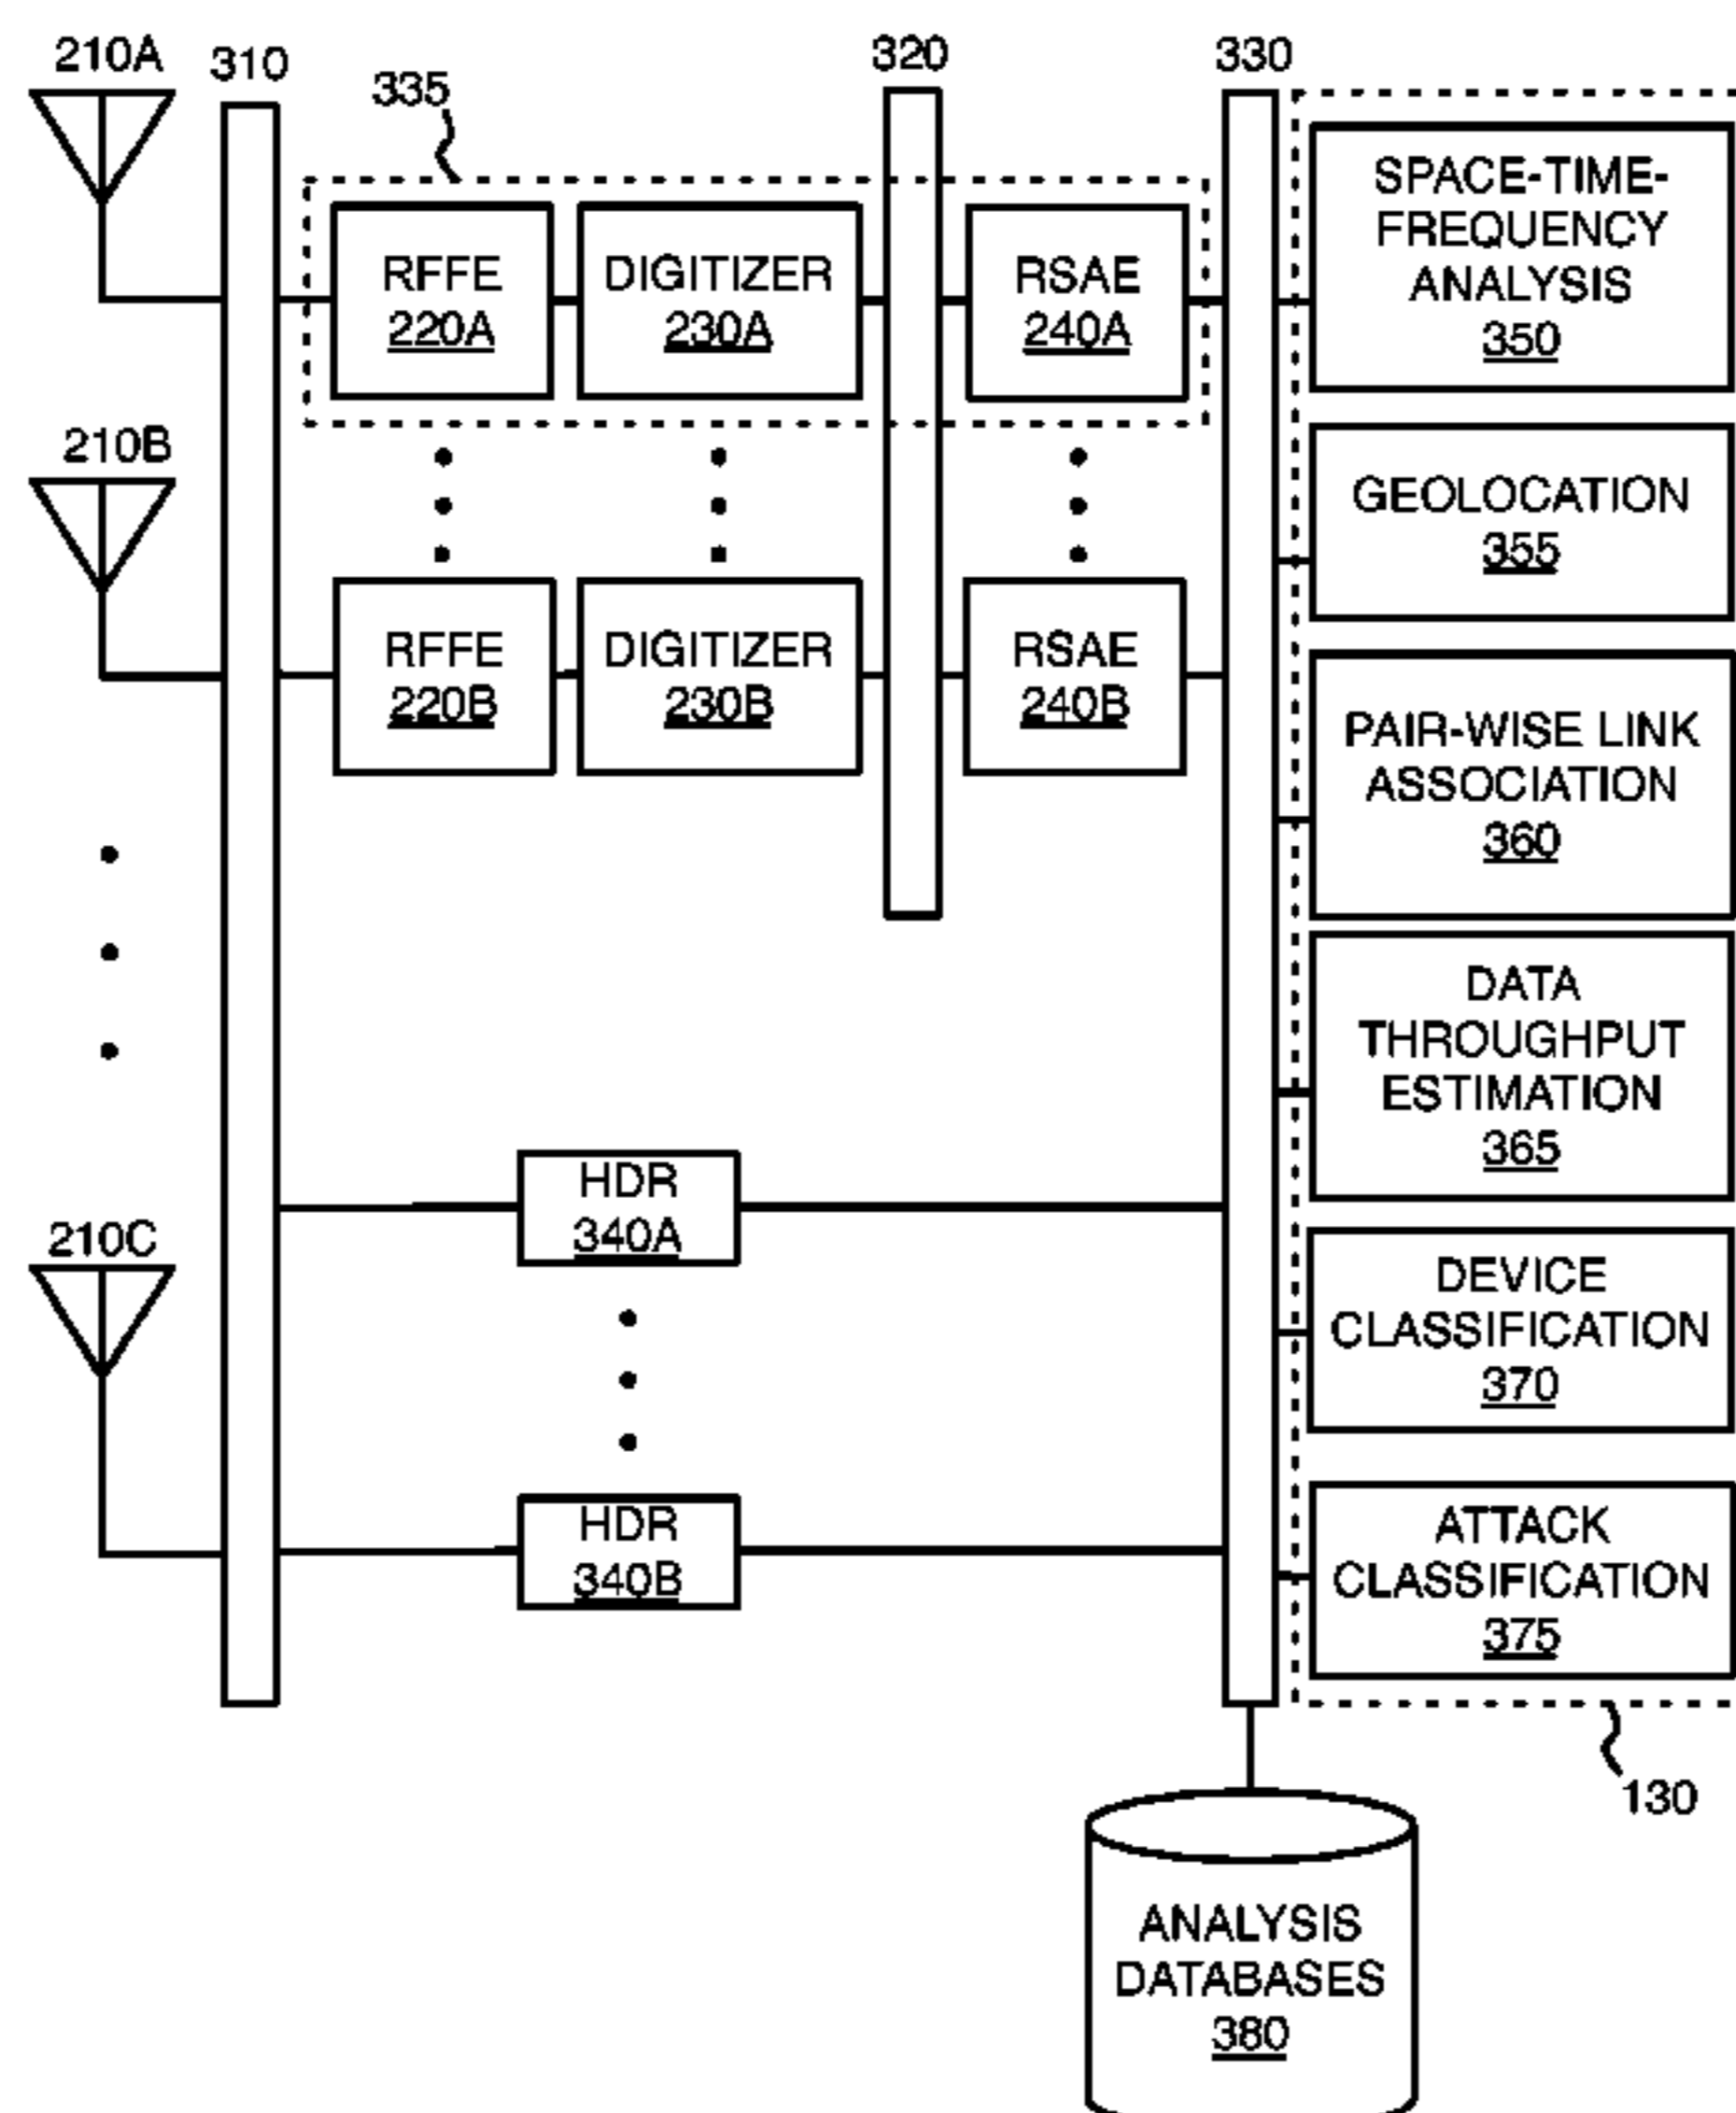 210A
310
335
320
330
RFFE
220A
DIGITIZER
230A
RSAE
240A
SPACE-TIME-
FREQUENCY
ANALYSIS
350
210B
GEOLOCATION
355
RFFE
220B
DIGITIZER
230B
RSAE
240B
PAIR-WISE LINK
ASSOCIATION
360
DATA
THROUGHPUT
ESTIMATION
365
210C
HDR
340A
DEVICE
CLASSIFICATION
370
HDR
340B
ATTACK
CLASSIFICATION
375
130
ANALYSIS
DATABASES
380